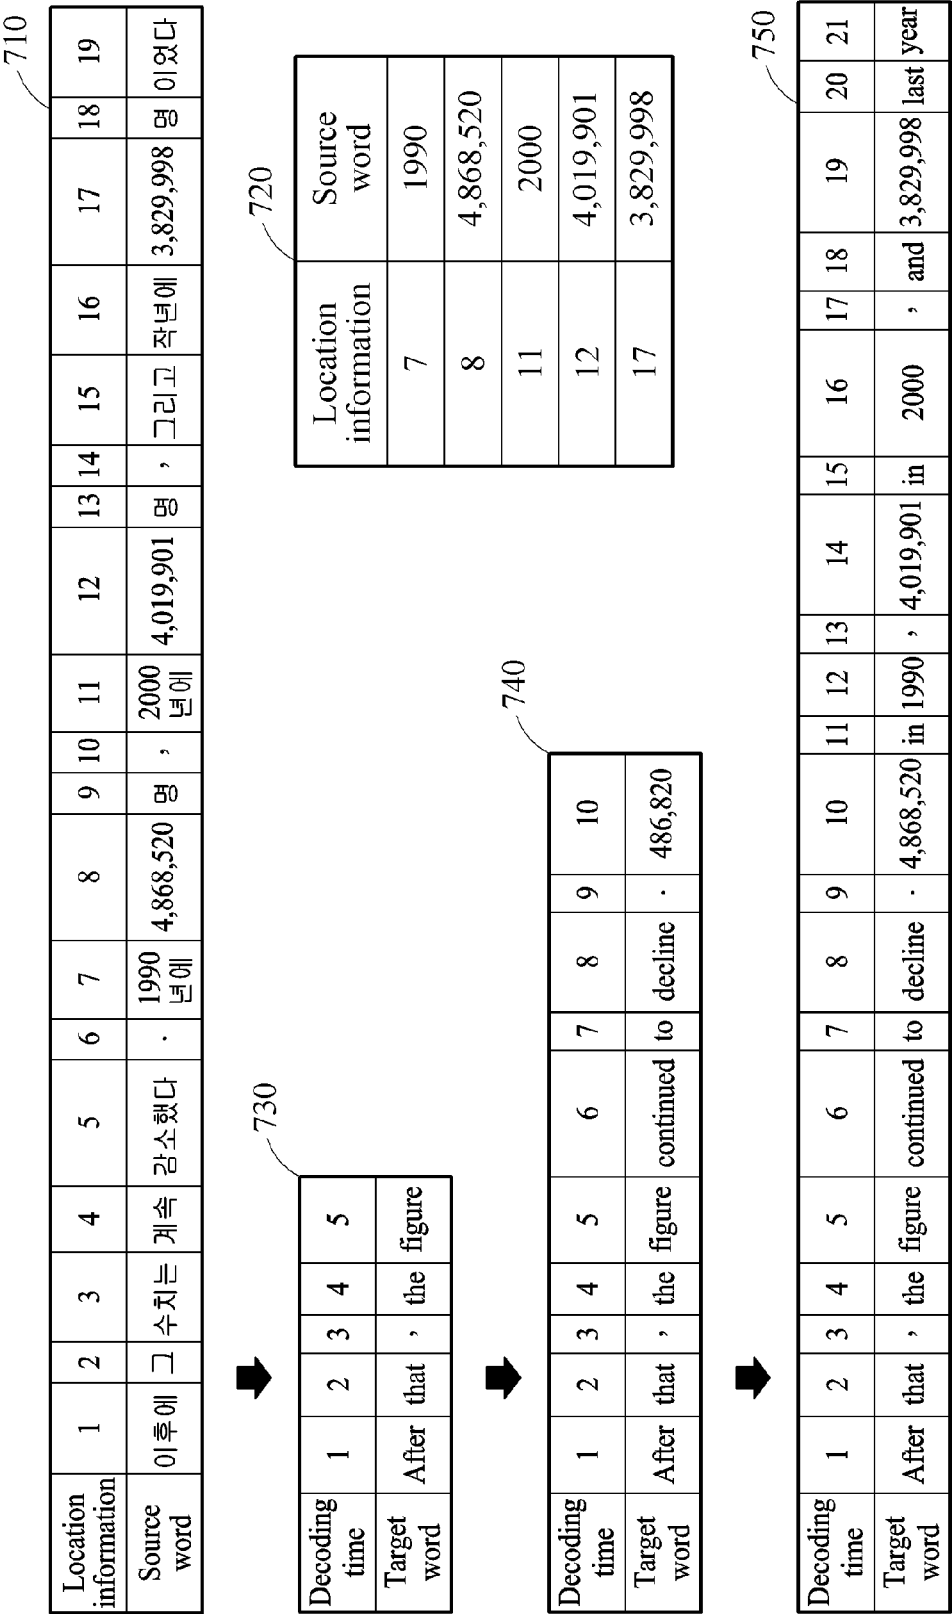 710
Location information 1 2 3 4 5 6 7 8 9 10 11 12 13 14 15 16 17 18 19
Source word 이후에 그 수치는 계속 감소했다 . 1990년에 4,868,520 명 , 2000년에 4,019,901 명 , 그리고 작년에 3,829,998 명 이었다
730
Decoding time 1 2 3 4 5
Target word After that , the figure
720
Location information Source word
7 1990
8 4,868,520
11 2000
12 4,019,901
17 3,829,998
740
Decoding time 1 2 3 4 5 6 7 8 9 10
Target word After that , the figure continued to decline . 486,820
750
Decoding time 1 2 3 4 5 6 7 8 9 10 11 12 13 14 15 16 17 18 19 20 21
Target word After that , the figure continued to decline . 4,868,520 in 1990 , 4,019,901 in 2000 , and 3,829,998 last year